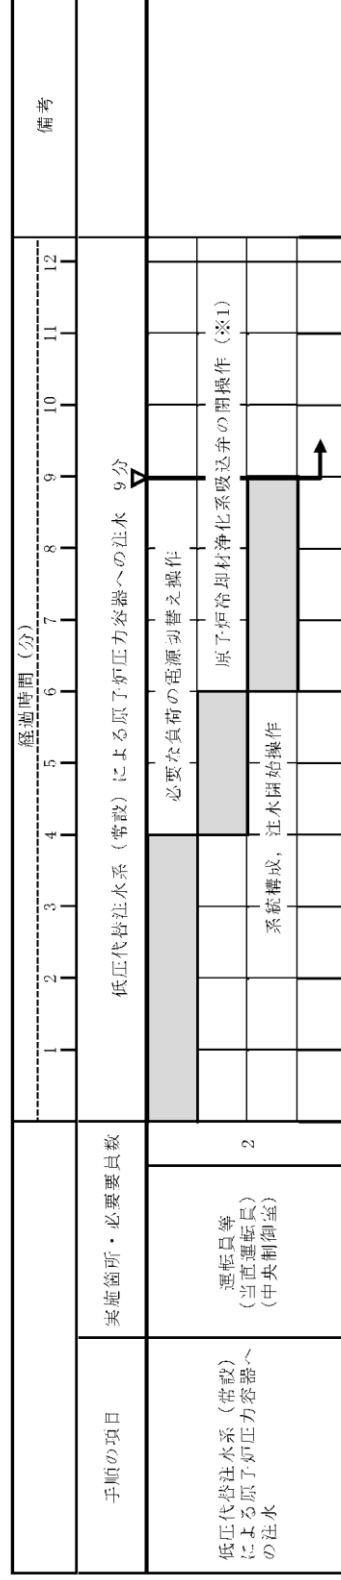 手順の項目
実施箇所・必要要員数
経過時間（分）
備考
1 2 3 4 5 6 7 8 9 10 11 12
低圧代替注水系（常設）による原子炉圧力容器への注水 9分
低圧代替注水系（常設）
による原子炉圧力容器へ
の注水
運転員等
（当直運転員）
（中央制御室）
2
必要な負荷の電源切替え操作
原子炉冷却材浄化系吸込弁の閉操作（※1）
系統構成，注水開始操作